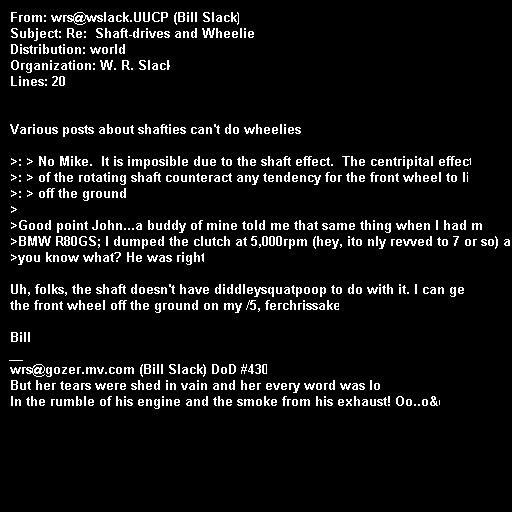 From: wrs@wslack.UUCP (Bill Slack)
Subject: Re:  Shaft-drives and Wheelie
Distribution: world
Organization: W. R. Slack
Lines: 20

Various posts about shafties can't do wheelies

>: > No Mike.  It is imposible due to the shaft effect.  The centripital effect
>: > of the rotating shaft counteract any tendency for the front wheel to li
>: > off the ground
>
>Good point John...a buddy of mine told me that same thing when I had m
>BMW R80GS; I dumped the clutch at 5,000rpm (hey, ito nly revved to 7 or so) a
>you know what? He was right

Uh, folks, the shaft doesn't have diddleysquatpoop to do with it. I can ge
the front wheel off the ground on my /5, ferchrissake

Bill
__
wrs@gozer.mv.com (Bill Slack) DoD #430
But her tears were shed in vain and her every word was lo
In the rumble of his engine and the smoke from his exhaust! Oo..o&